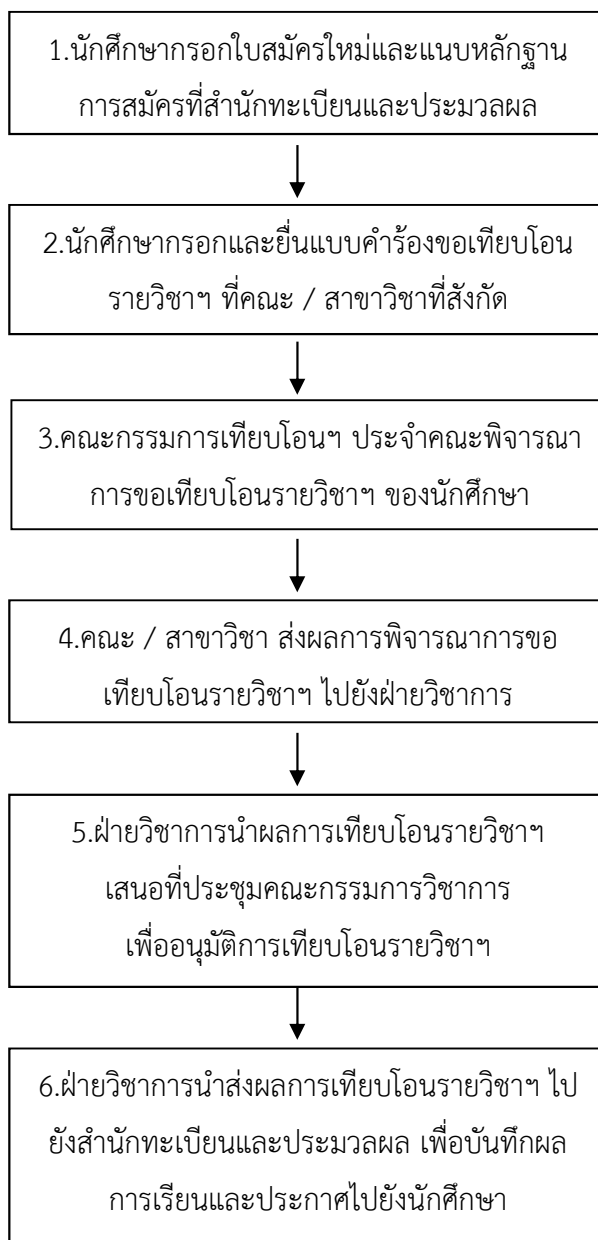 1.นักศึกษากรอกใบสมัครใหม่และแนบหลักฐาน
การสมัครที่สำนักทะเบียนและประมวลผล
2.นักศึกษากรอกและยื่นแบบคำร้องขอเทียบโอน
รายวิชาฯ ที่คณะ / สาขาวิชาที่สังกัด
3.คณะกรรมการเทียบโอนฯ ประจำคณะพิจารณา
การขอเทียบโอนรายวิชาฯ ของนักศึกษา
4.คณะ / สาขาวิชา ส่งผลการพิจารณาการขอ
เทียบโอนรายวิชาฯ ไปยังฝ่ายวิชาการ
5.ฝ่ายวิชาการนำผลการเทียบโอนรายวิชาฯ
เสนอที่ประชุมคณะกรรมการวิชาการ
เพื่ออนุมัติการเทียบโอนรายวิชาฯ
6.ฝ่ายวิชาการนำส่งผลการเทียบโอนรายวิชาฯ ไป
ยังสำนักทะเบียนและประมวลผล เพื่อบันทึกผล
การเรียนและประกาศไปยังนักศึกษา